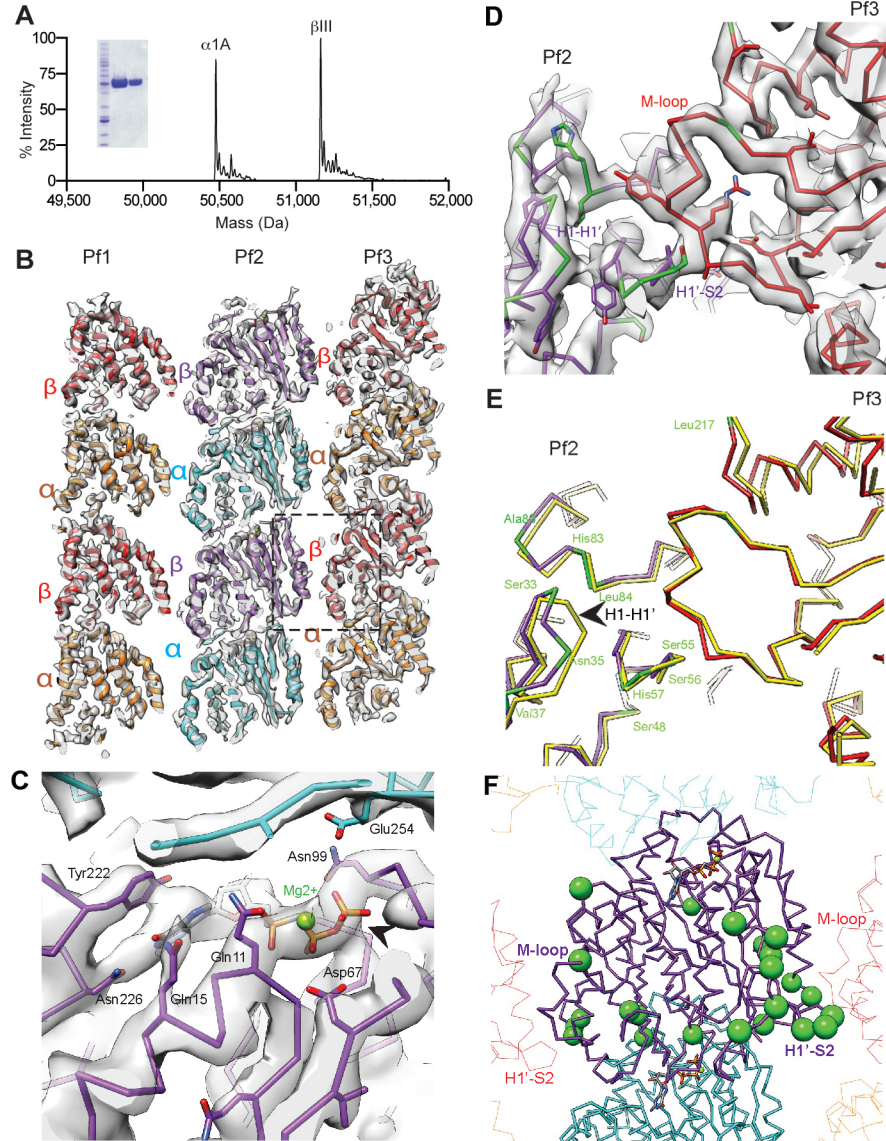 A
α1A
βIII
100
75
50
25
0
% Intensity
49,500 50,000 50,500 51,000 51,500 52,000
Mass (Da)
B
Pf1 Pf2 Pf3
β β β
α α α
β β β
α α α
C
Glu254
Asn99
Tyr222
Mg2+
Gln11
Asp67
Asn226
Gln15
D
Pf3
Pf2
M-loop
H1-H1'
H1'-S2
E
Pf3
Pf2
Leu217
His83
Ser33
Leu84
H1-H1'
Asn35
Ser55
Ser56
His57
Val37
Ser48
F
M-loop
M-loop
H1'-S2
H1'-S2